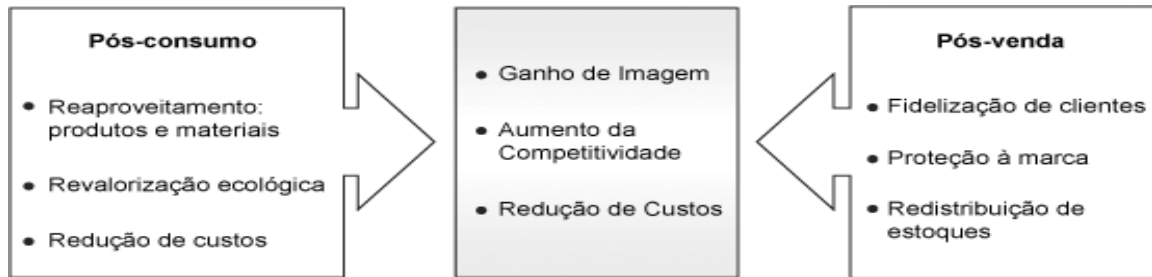 Pós-consumo
• Reaproveitamento:
produtos e materiais
• Revalorização ecológica
• Redução de custos
• Ganho de Imagem
• Aumento da
Competitividade
• Redução de Custos
Pós-venda
• Fidelização de clientes
• Proteção à marca
• Redistribuição de
estoques